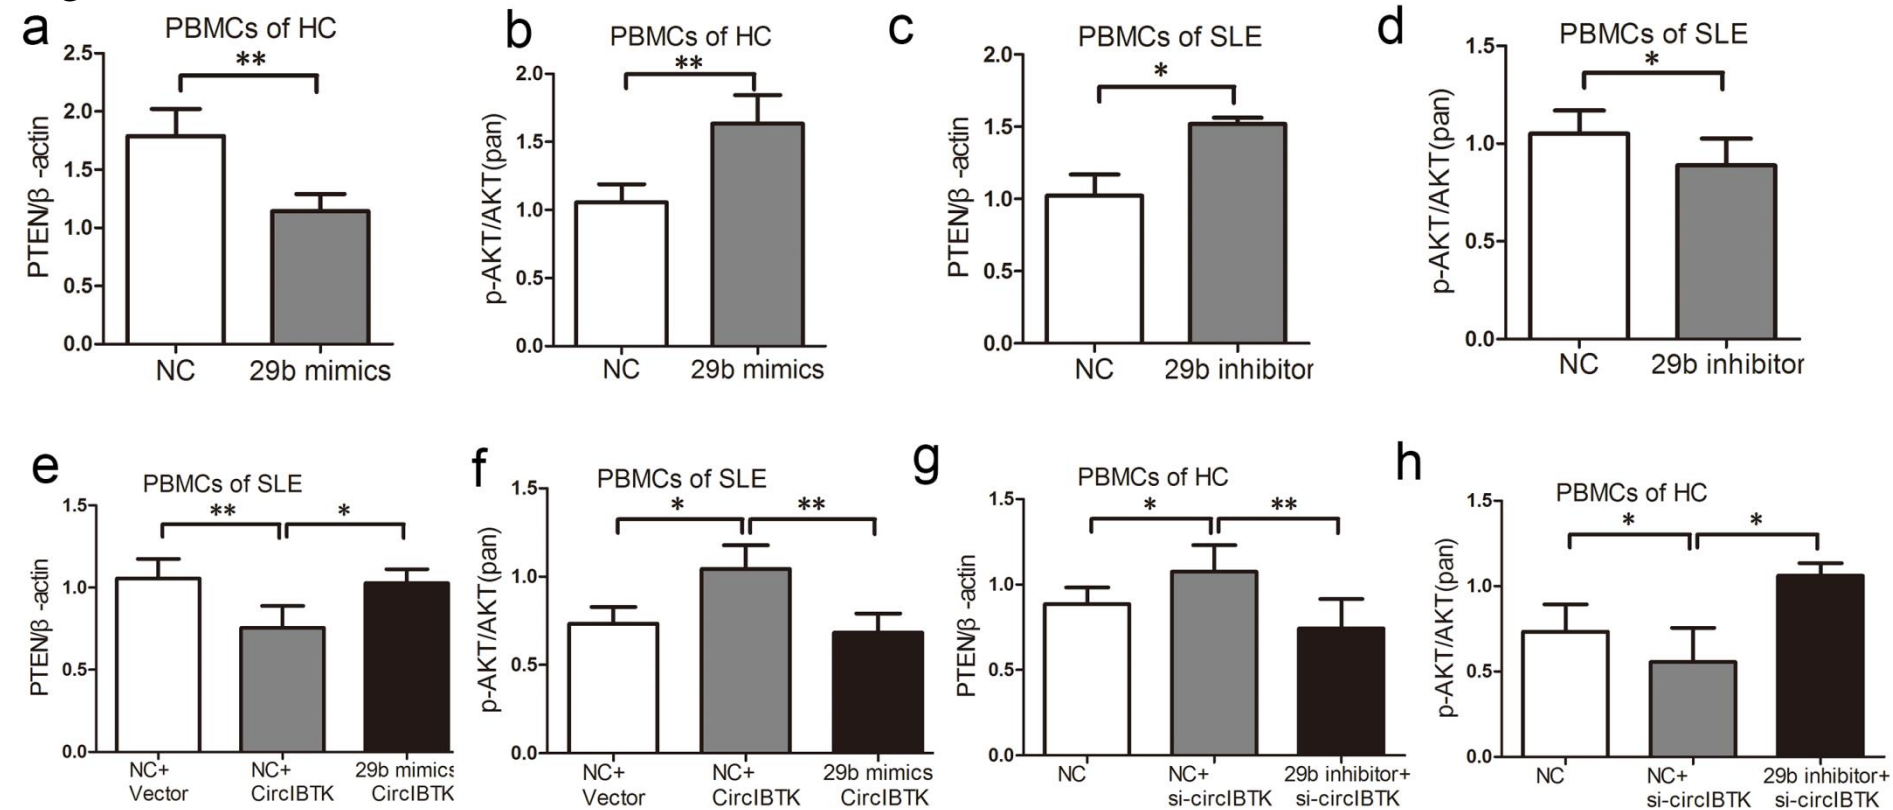 a
PBMCs of HC
**
PTEN/β -actin
2.5
2.0
1.5
1.0
0.5
0.0
NC
29b mimics
b
PBMCs of HC
**
p-AKT/AKT(pan)
2.0
1.5
1.0
0.5
0.0
NC
29b mimics
c
PBMCs of SLE
*
PTEN/β -actin
2.0
1.5
1.0
0.5
0.0
NC
29b inhibitor
d
PBMCs of SLE
*
p-AKT/AKT(pan)
1.5
1.0
0.5
0.0
NC
29b inhibitor
e
PBMCs of SLE
**
*
PTEN/β -actin
1.5
1.0
0.5
0.0
NC+
Vector
NC+
CircIBTK
29b mimics
CircIBTK
f
PBMCs of SLE
*
**
p-AKT/AKT(pan)
1.5
1.0
0.5
0.0
NC+
Vector
NC+
CircIBTK
29b mimics
CircIBTK
g
PBMCs of HC
*
**
PTEN/β -actin
1.5
1.0
0.5
0.0
NC
NC+
si-circIBTK
29b inhibitor+
si-circIBTK
h
PBMCs of HC
*
*
p-AKT/AKT(pan)
1.5
1.0
0.5
0.0
NC
NC+
si-circIBTK
29b inhibitor+
si-circIBTK